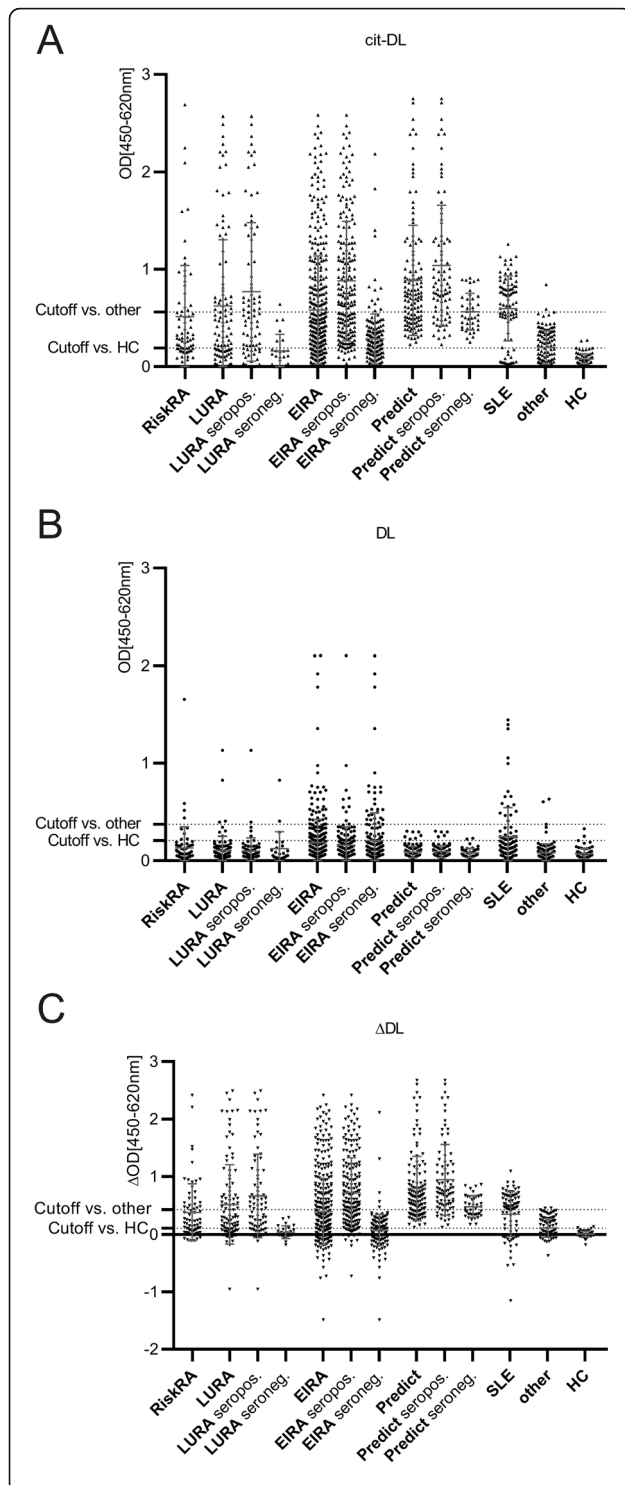 A
cit-DL
OD[450-620nm]
3
2
1
0
Cutoff vs. other
Cutoff vs. HC
RiskRA
LURA
LURA seropos.
LURA seroneg.
EIRA
EIRA seropos.
EIRA seroneg.
Predict
Predict seropos.
Predict seroneg.
SLE
other
HC
B
DL
OD[450-620nm]
3
2
1
0
Cutoff vs. other
Cutoff vs. HC
RiskRA
LURA
LURA seropos.
LURA seroneg.
EIRA
EIRA seropos.
EIRA seroneg.
Predict
Predict seropos.
Predict seroneg.
SLE
other
HC
C
ΔDL
ΔOD[450-620nm]
3
2
1
0
-1
-2
Cutoff vs. other
Cutoff vs. HC
RiskRA
LURA
LURA seropos.
LURA seroneg.
EIRA
EIRA seropos.
EIRA seroneg.
Predict
Predict seropos.
Predict seroneg.
SLE
other
HC